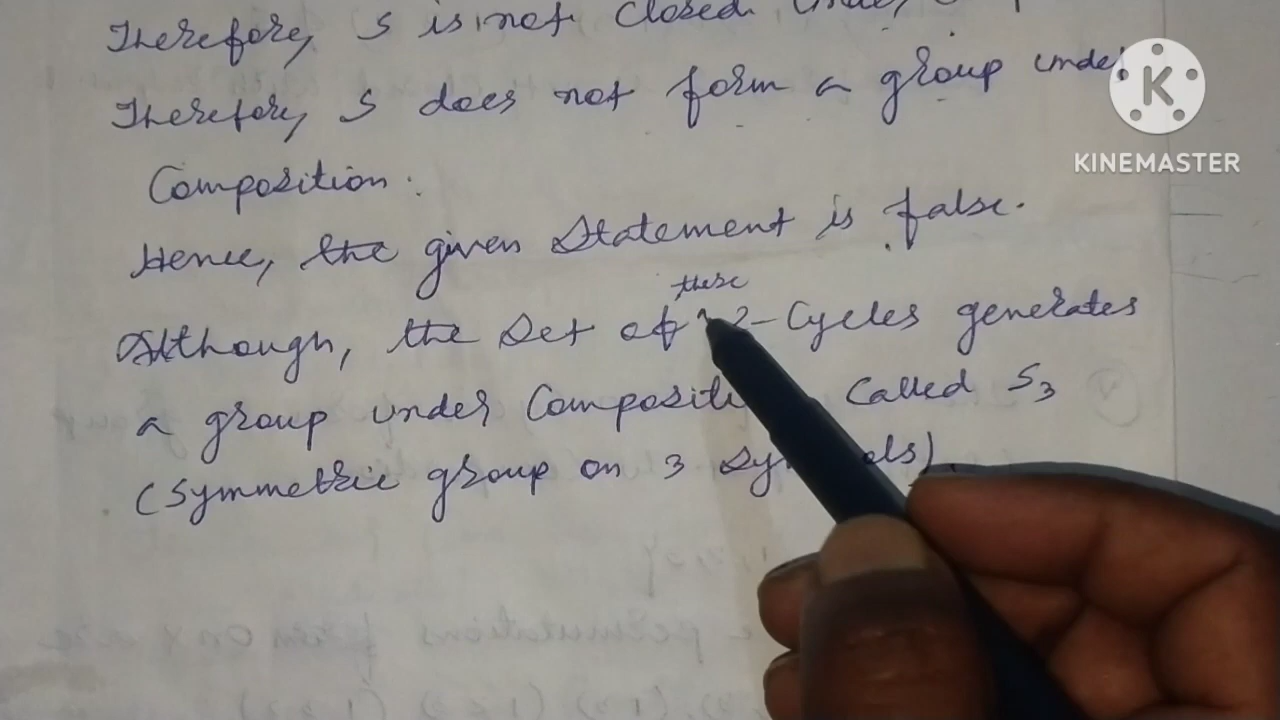 Therefore, S is not closed under
Therefore, S does not form a group under
Composition.
Hence, the given Statement is false.
Although, the set of these 2-Cycles generates
a group under Composition called S3
(Symmetric group on 3 Symbols).
K
KINEMASTER